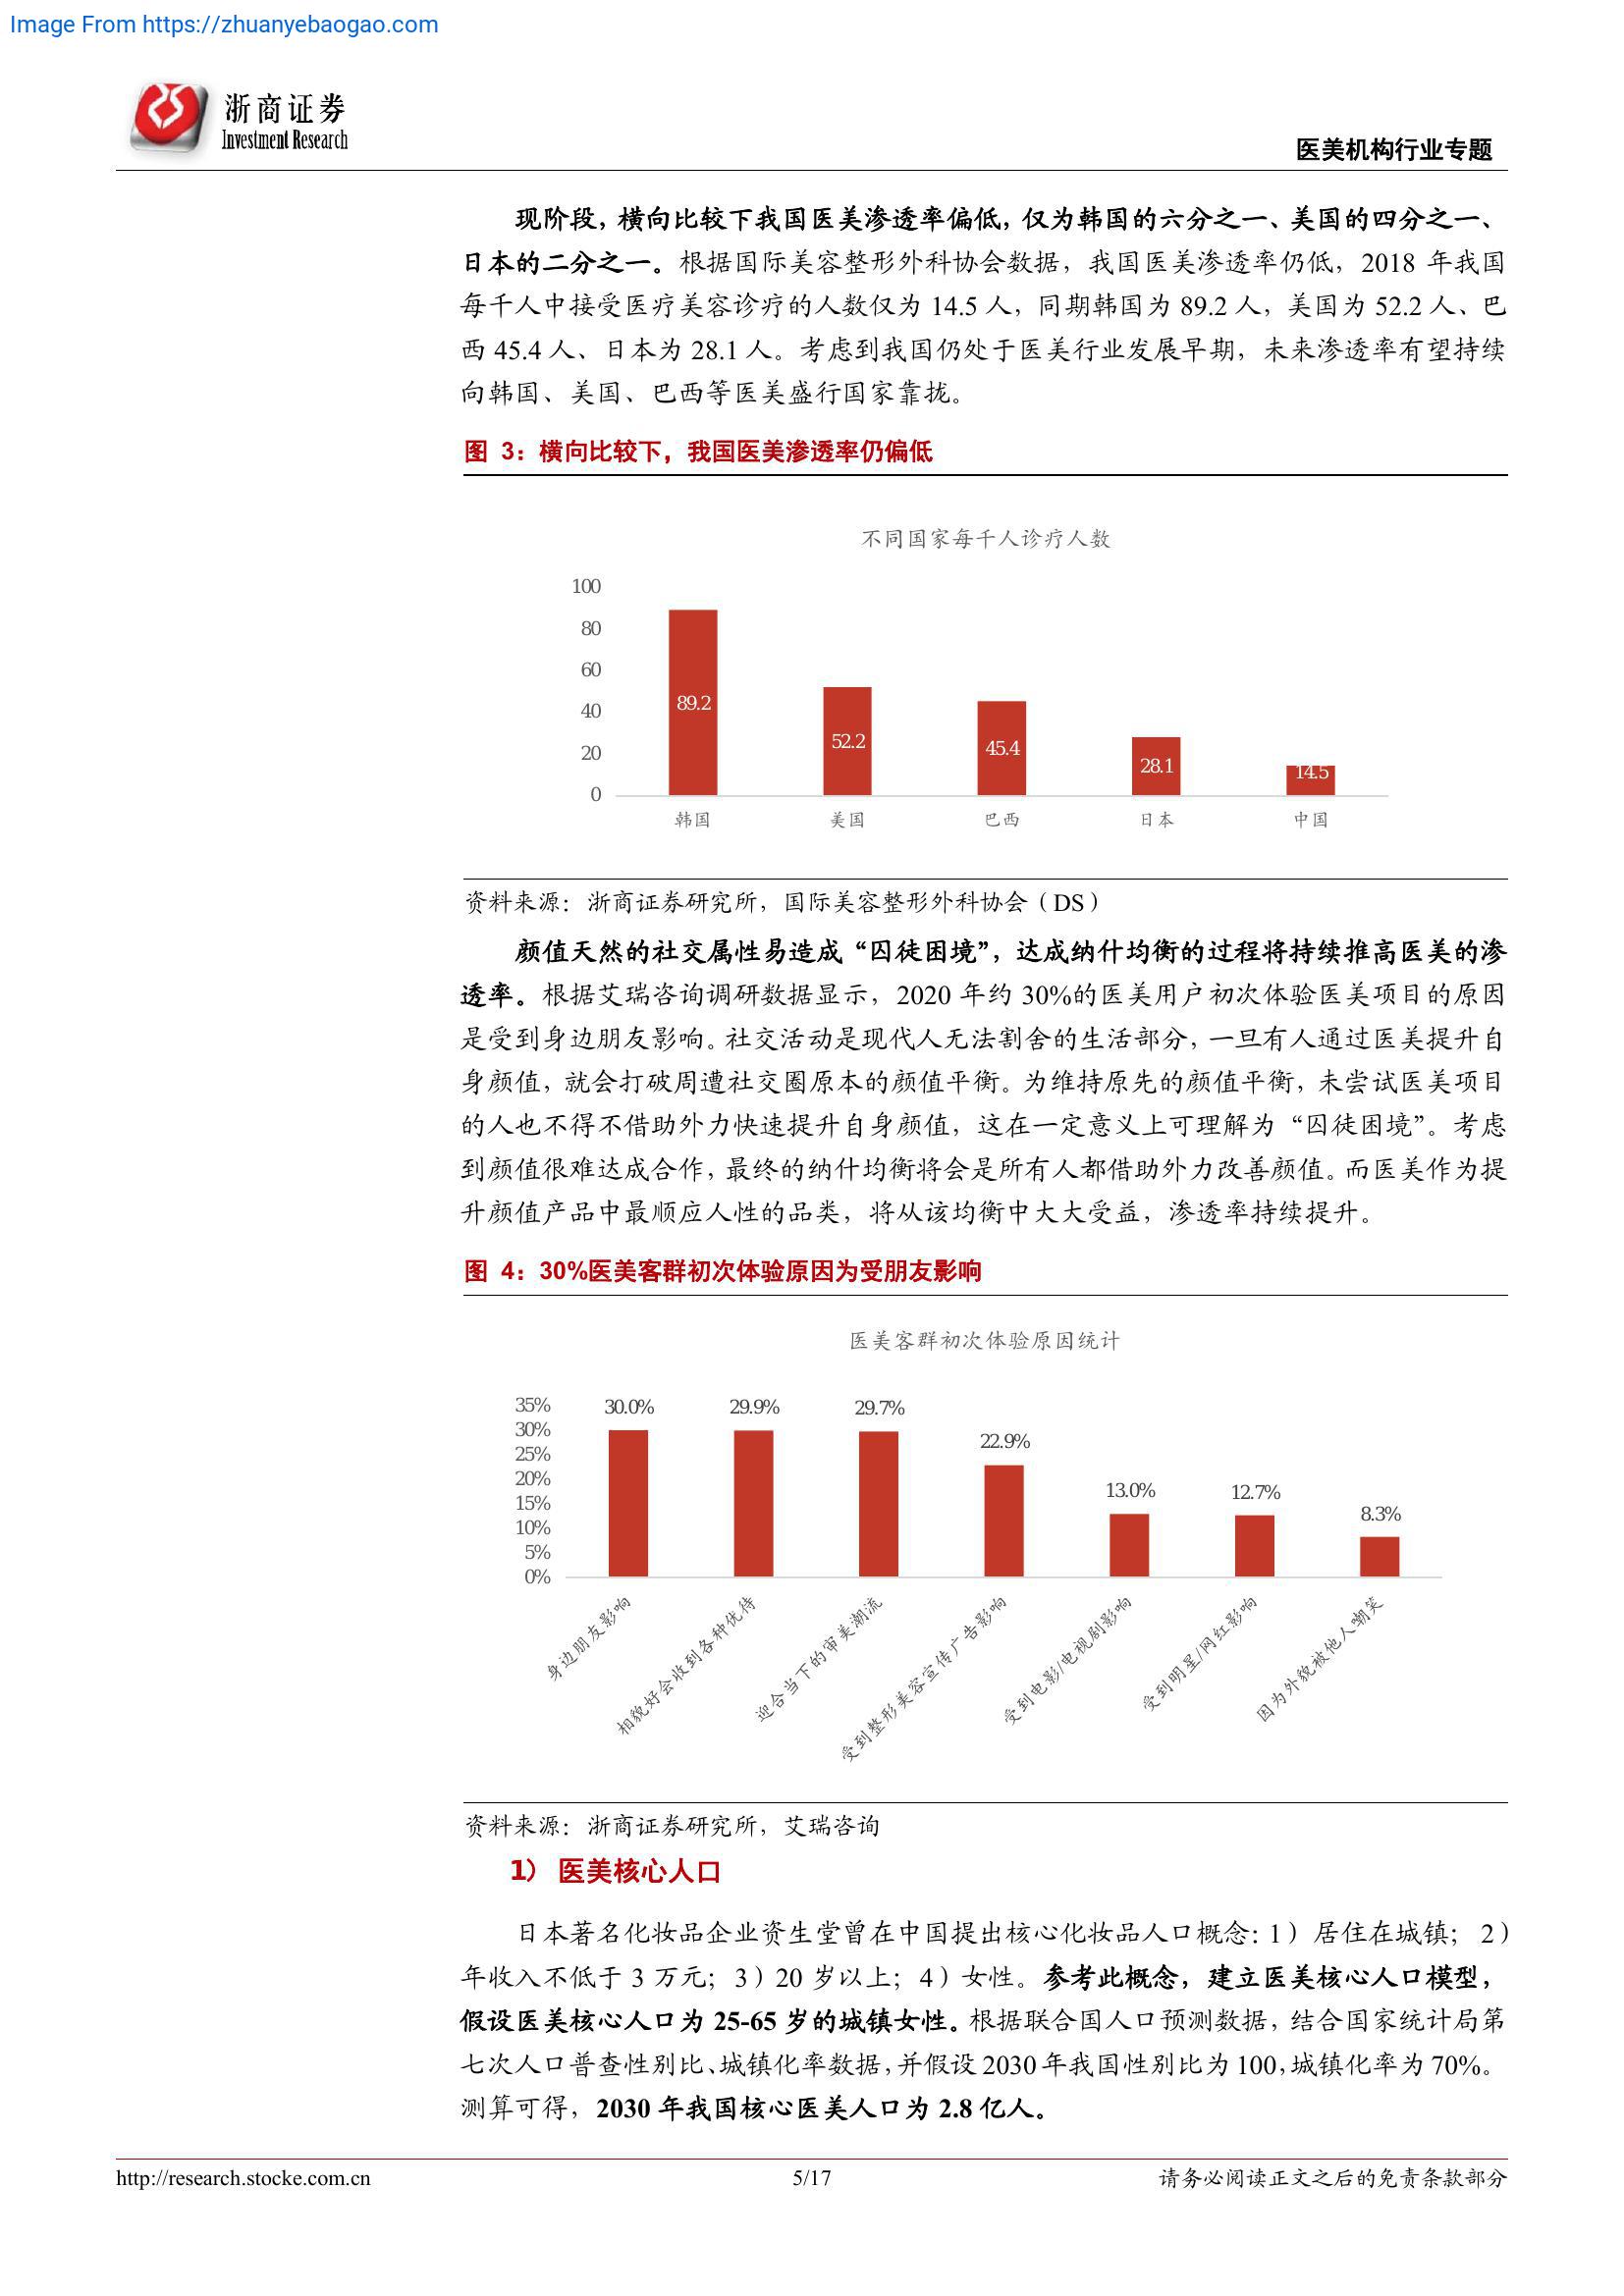 Image From https://zhuanyebaogao.com
浙商证券
Investment Research
医美机构行业专题
现阶段，横向比较下我国医美渗透率偏低，仅为韩国的六分之一、美国的四分之一、
日本的二分之一。根据国际美容整形外科协会数据，我国医美渗透率仍低，2018 年我国
每千人中接受医疗美容诊疗的人数仅为 14.5 人，同期韩国为 89.2 人，美国为 52.2 人、巴
西 45.4 人、日本为 28.1 人。考虑到我国仍处于医美行业发展早期，未来渗透率有望持续
向韩国、美国、巴西等医美盛行国家靠拢。
图 3：横向比较下，我国医美渗透率仍偏低
不同国家每千人诊疗人数
100
80
60
40
20
0
89.2
52.2
45.4
28.1
14.5
韩国
美国
巴西
日本
中国
资料来源：浙商证券研究所，国际美容整形外科协会（DS）
颜值天然的社交属性易造成“囚徒困境”，达成纳什均衡的过程将持续推高医美的渗
透率。根据艾瑞咨询调研数据显示，2020 年约 30%的医美用户初次体验医美项目的原因
是受到身边朋友影响。社交活动是现代人无法割舍的生活部分，一旦有人通过医美提升自
身颜值，就会打破周遭社交圈原本的颜值平衡。为维持原先的颜值平衡，未尝试医美项目
的人也不得不借助外力快速提升自身颜值，这在一定意义上可理解为“囚徒困境”。考虑
到颜值很难达成合作，最终的纳什均衡将会是所有人都借助外力改善颜值。而医美作为提
升颜值产品中最顺应人性的品类，将从该均衡中大大受益，渗透率持续提升。
图 4：30%医美客群初次体验原因为受朋友影响
医美客群初次体验原因统计
35%
30%
25%
20%
15%
10%
5%
0%
30.0%
29.9%
29.7%
22.9%
13.0%
12.7%
8.3%
身边朋友影响
相貌好会收到各种优待
迎合当下的审美潮流
受到整形美容宣传广告影响
受到电影/电视剧影响
受到明星/网红影响
因为外貌被他人嘲笑
资料来源：浙商证券研究所，艾瑞咨询
1） 医美核心人口
日本著名化妆品企业资生堂曾在中国提出核心化妆品人口概念：1）居住在城镇； 2）
年收入不低于 3 万元；3）20 岁以上；4）女性。参考此概念，建立医美核心人口模型，
假设医美核心人口为 25-65 岁的城镇女性。根据联合国人口预测数据，结合国家统计局第
七次人口普查性别比、城镇化率数据，并假设 2030 年我国性别比为 100，城镇化率为 70%。
测算可得，2030 年我国核心医美人口为 2.8 亿人。
http://research.stocke.com.cn
5/17
请务必阅读正文之后的免责条款部分